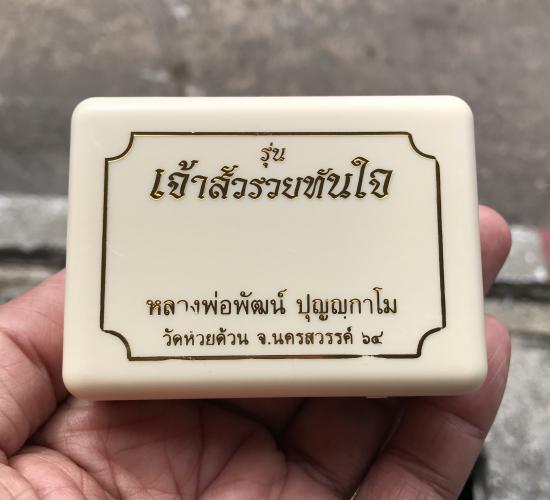 รุ่น
เจ้าสัวรวยทันใจ
หลวงพ่อพัฒน์ ปุญฺญกาโม
วัดห้วยด้วน จ.นครสวรรค์ ๖๔